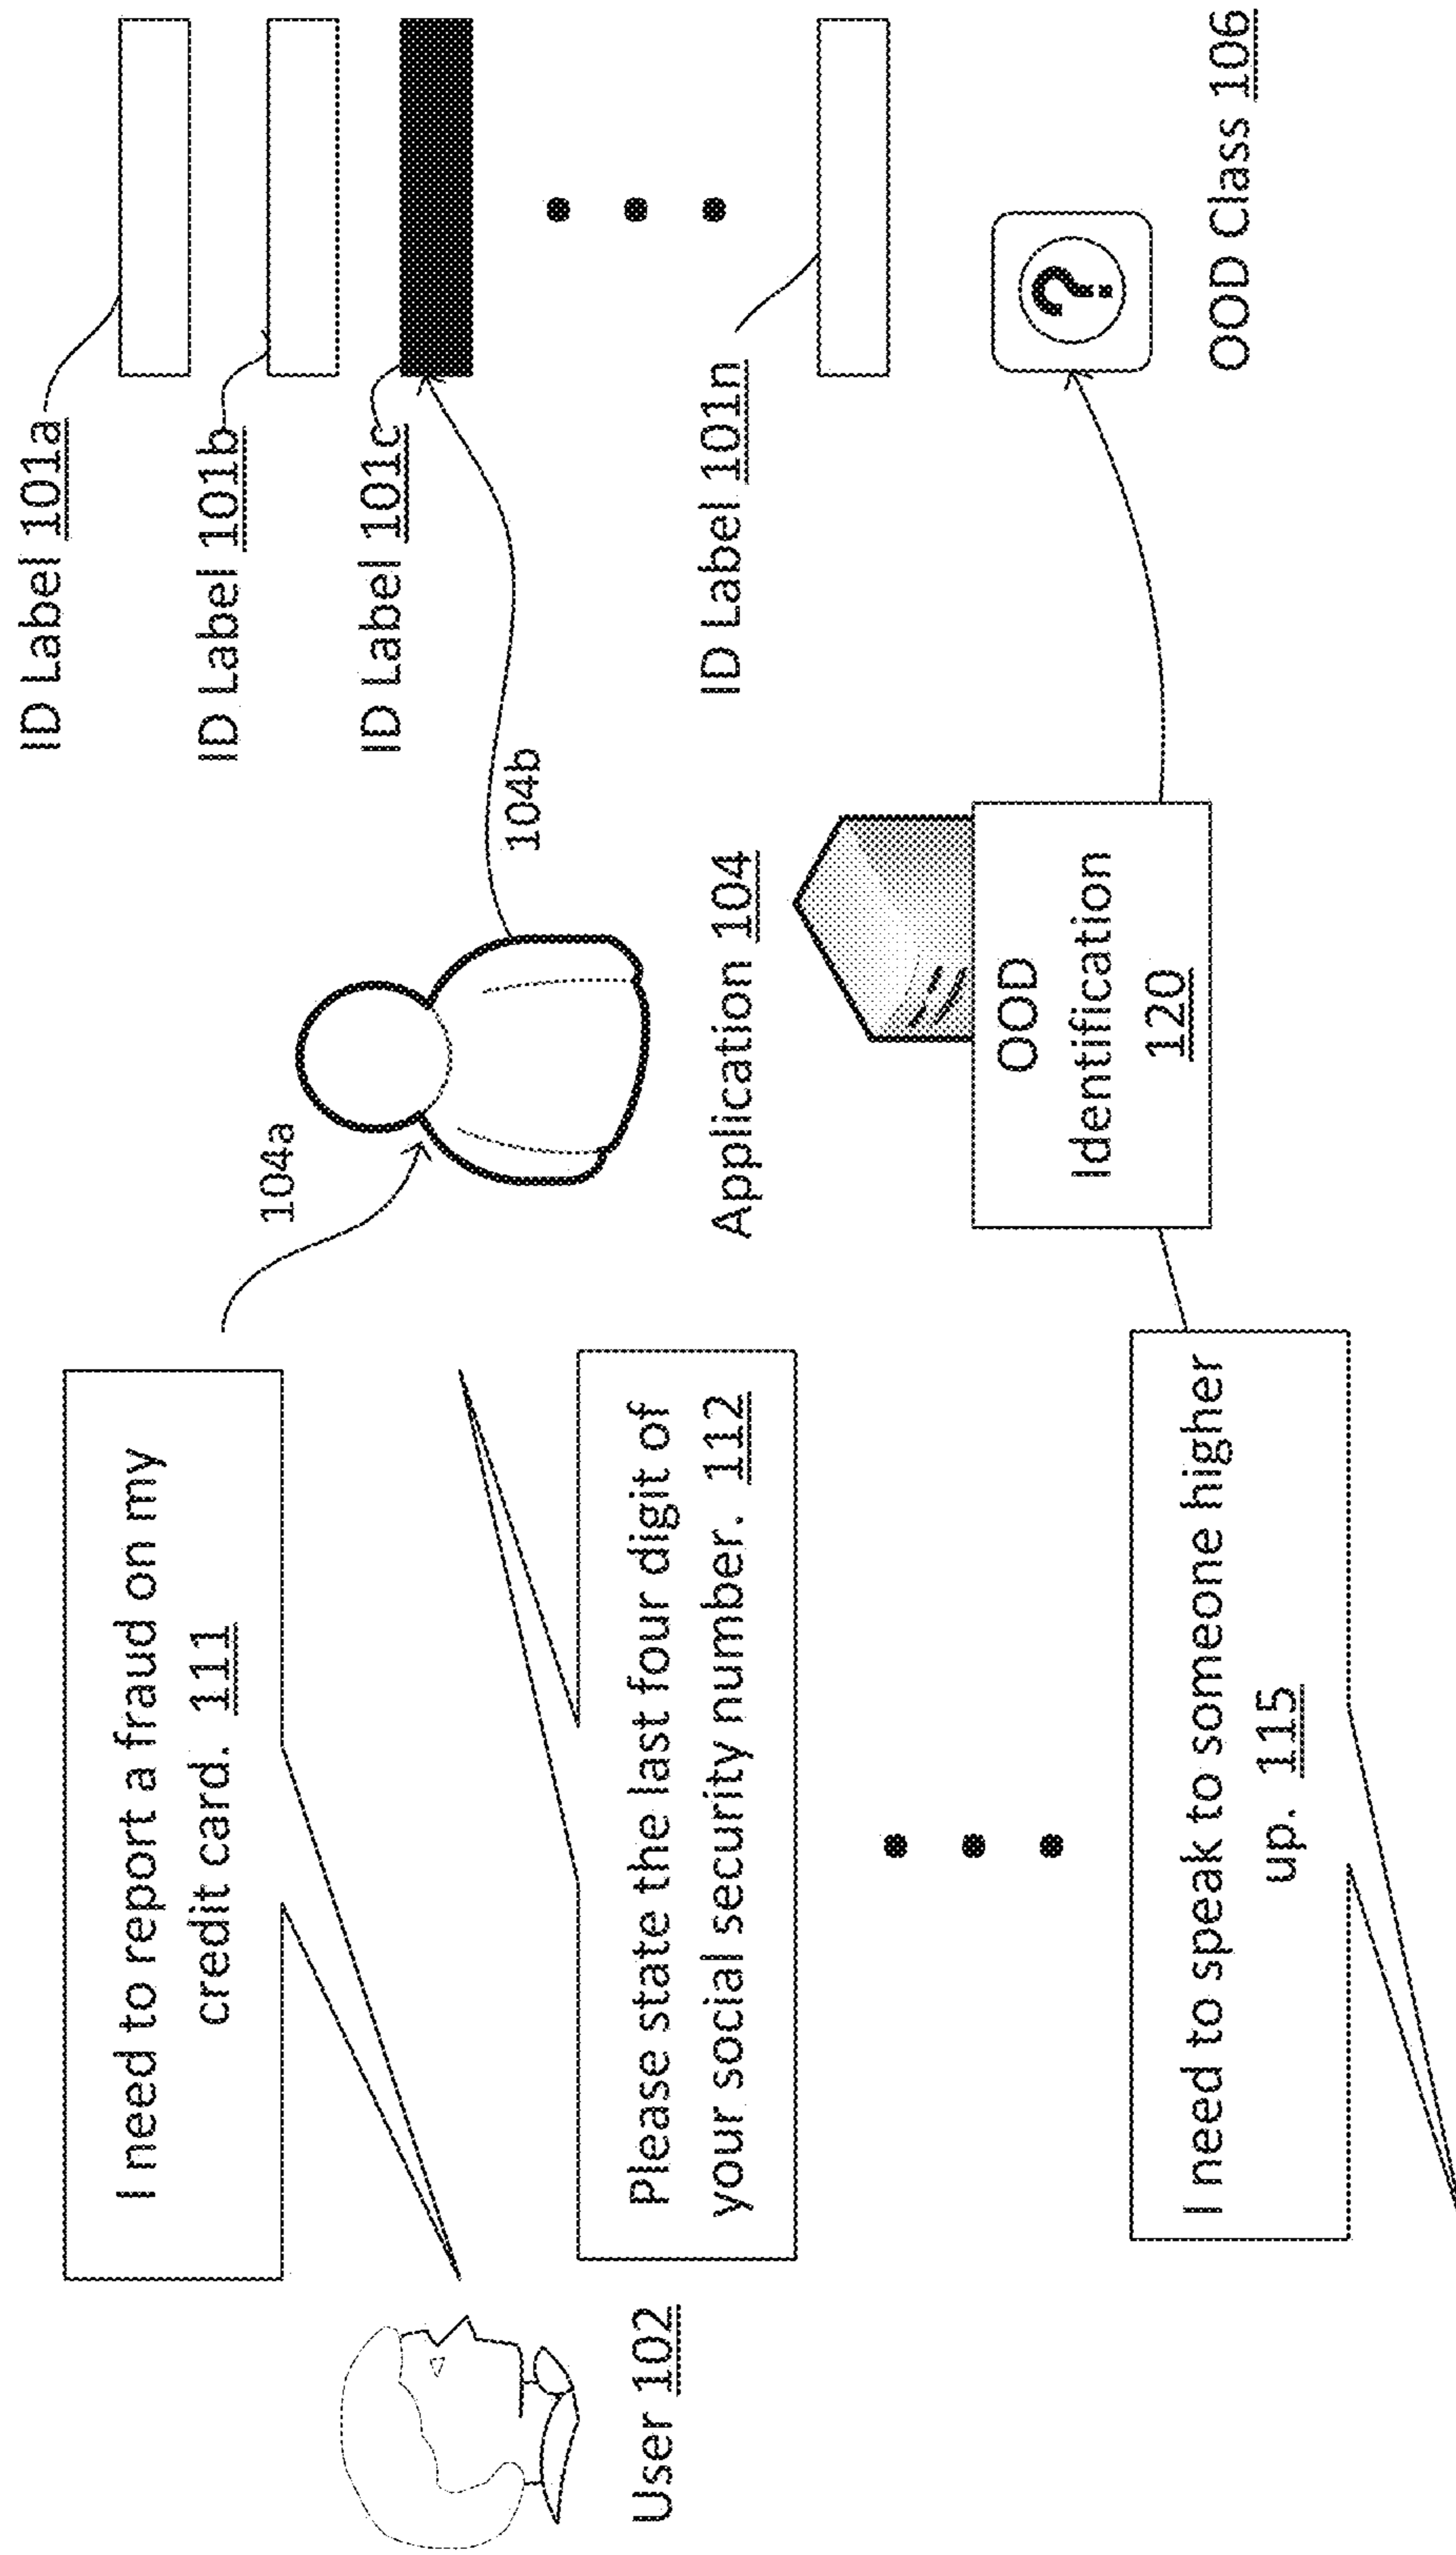 I need to report a fraud on my
credit card. 111
104a
User 102
Please state the last four digit of
your social security number. 112
104b
Application 104
ID Label 101a
ID Label 101b
ID Label 101c
ID Label 101n
I need to speak to someone higher
up. 115
OOD
Identification
120
?
OOD Class 106